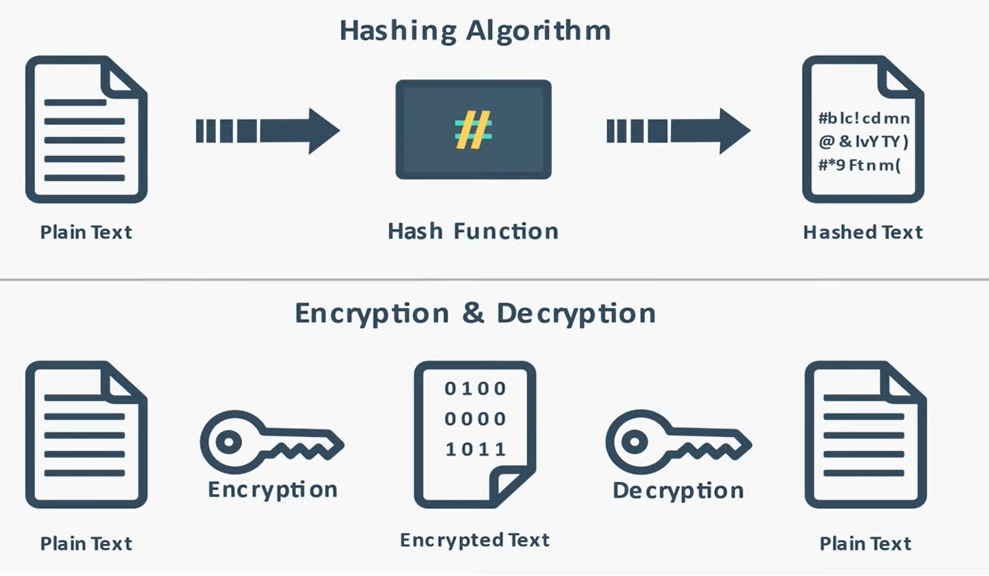 Hashing Algorithm
#
#blc!cdmn
@&lvYTY)
#*9Ftnm(
Plain Text
Hash Function
Hashed Text
Encryption & Decryption
0100
0000
1011
Encryption
Decryption
Plain Text
Encrypted Text
Plain Text